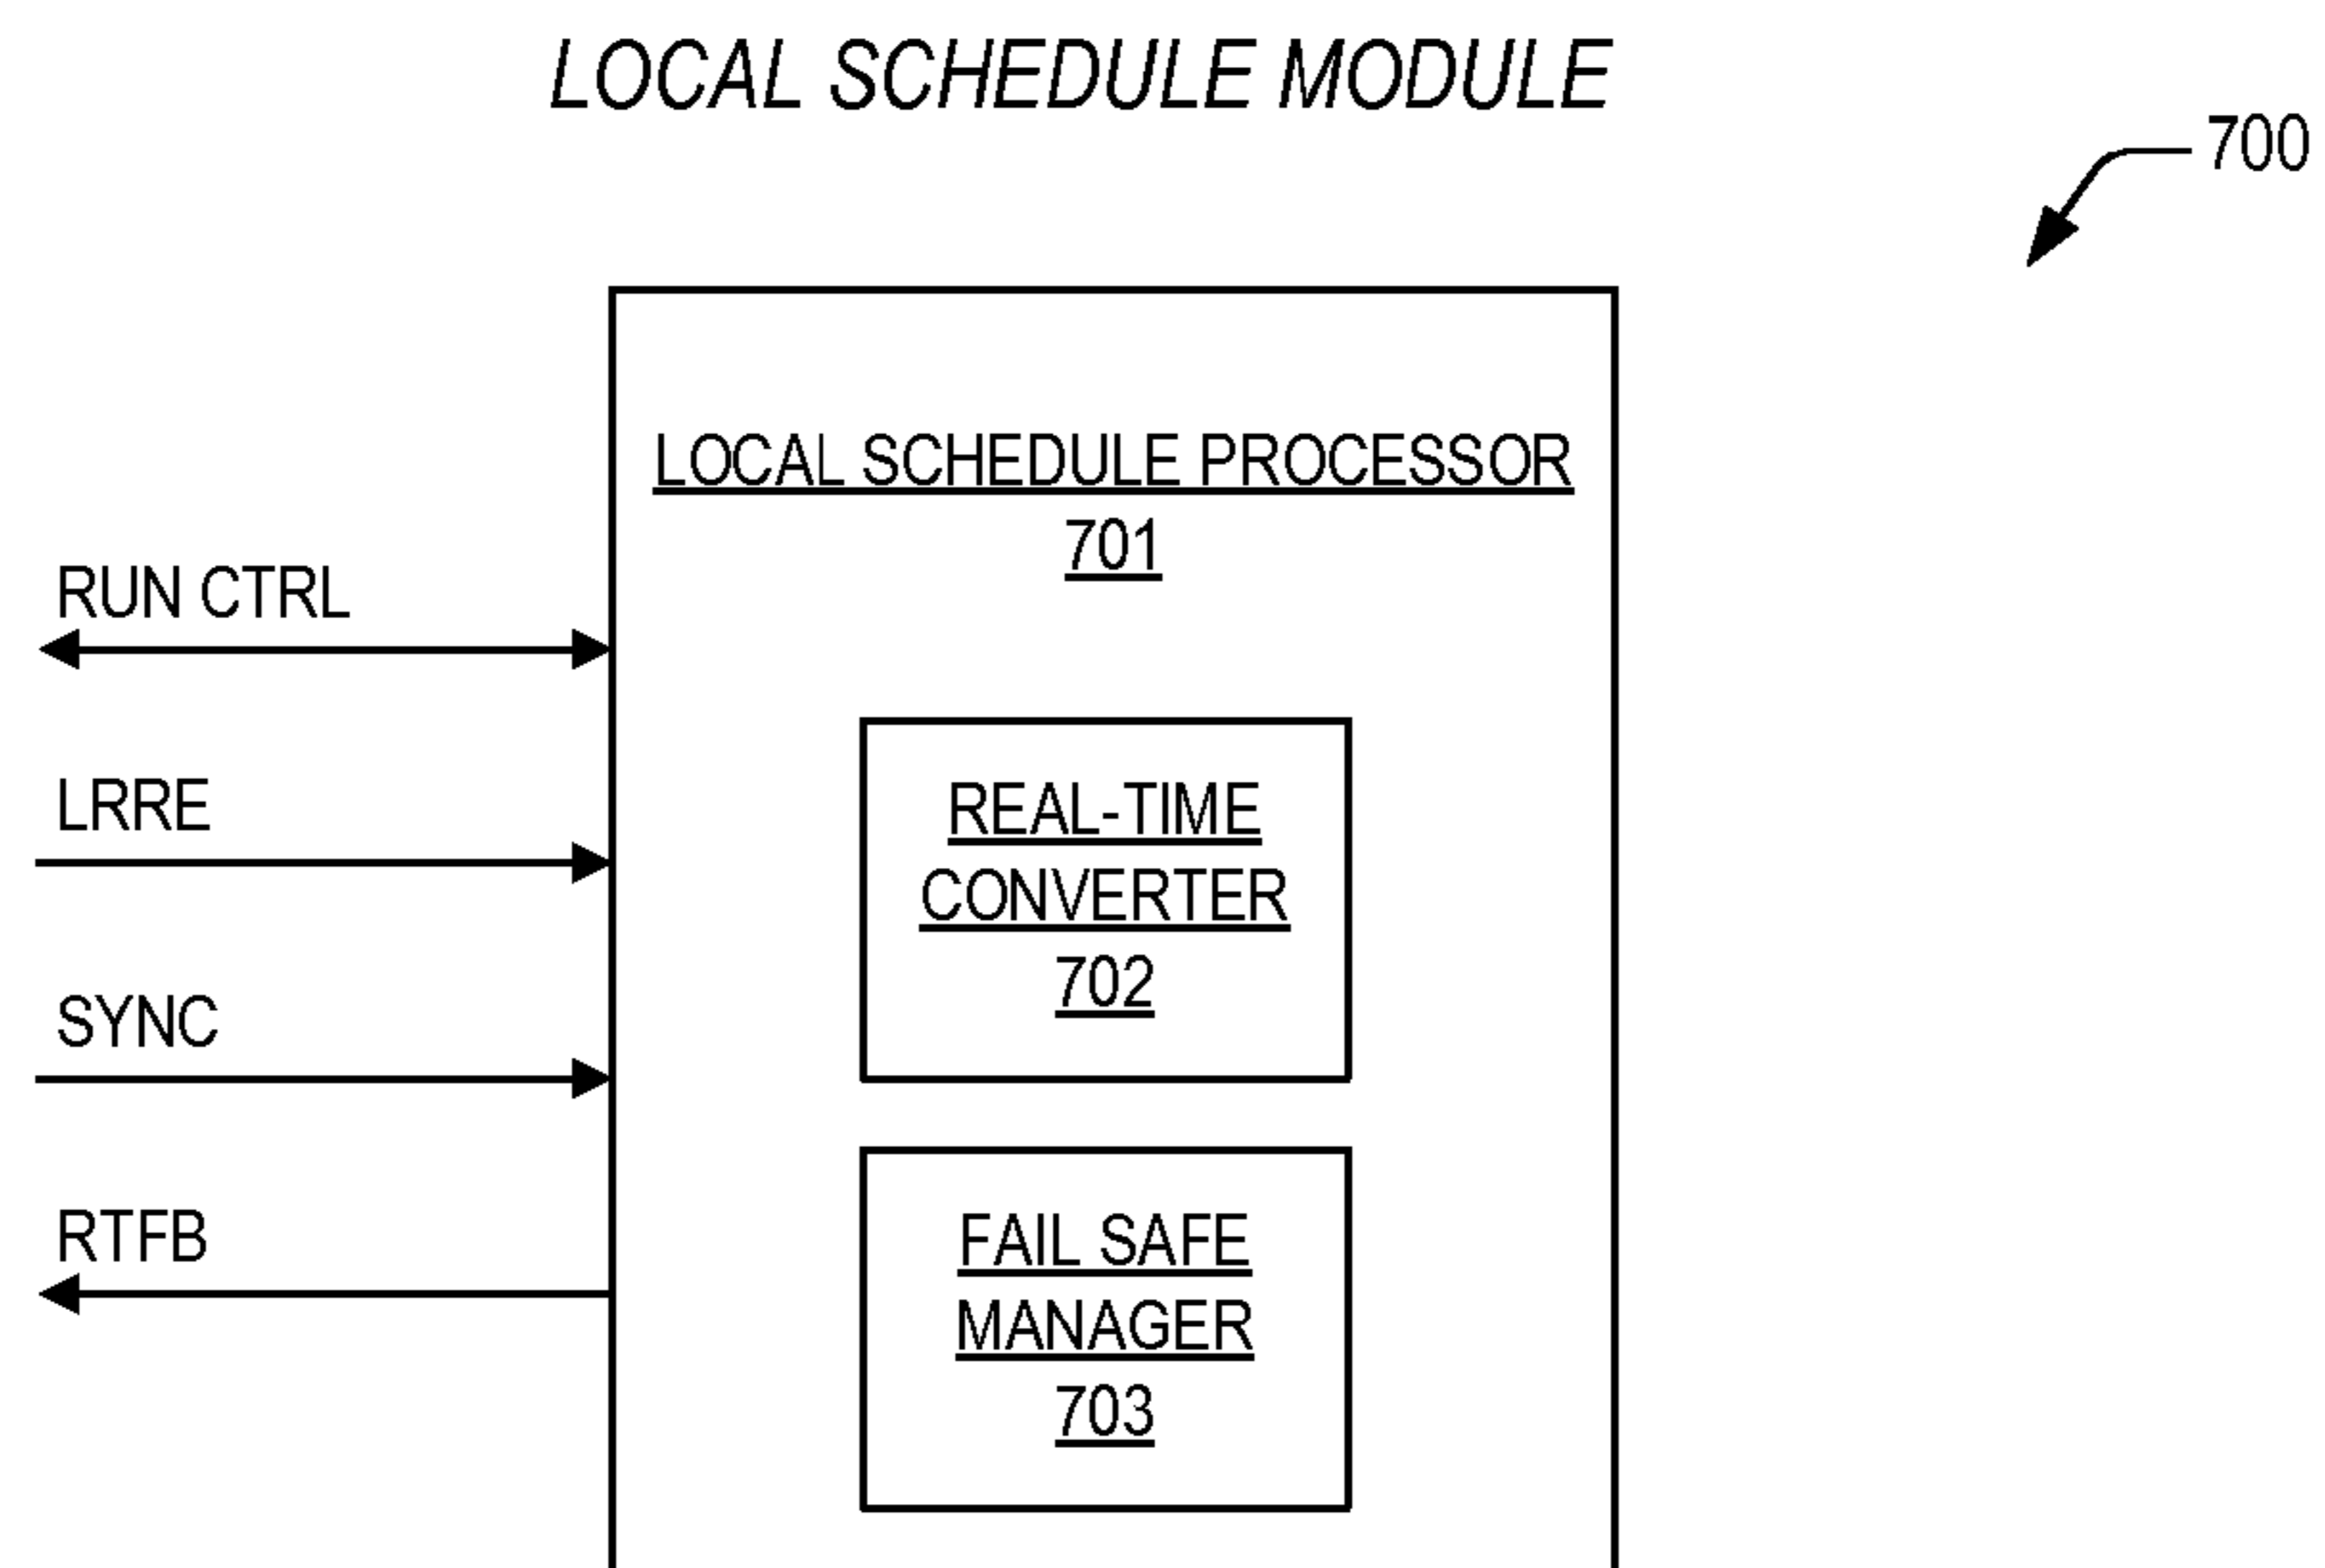 LOCAL SCHEDULE MODULE
700
LOCAL SCHEDULE PROCESSOR
701
RUN CTRL
LRRE
SYNC
RTFB
REAL-TIME
CONVERTER
702
FAIL SAFE
MANAGER
703